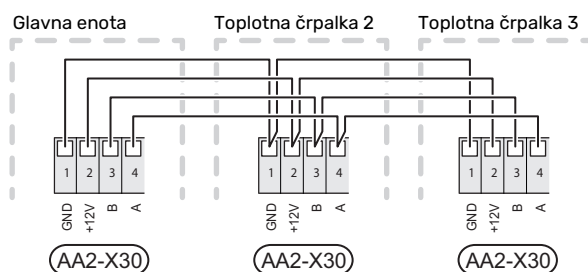 Glavna enota Toplotna črpalka 2 Toplotna črpalka 3
1 2 3 4 1 2 3 4 1 2 3 4
GND +12V B A GND +12V B A GND +12V B A
AA2-X30 AA2-X30 AA2-X30